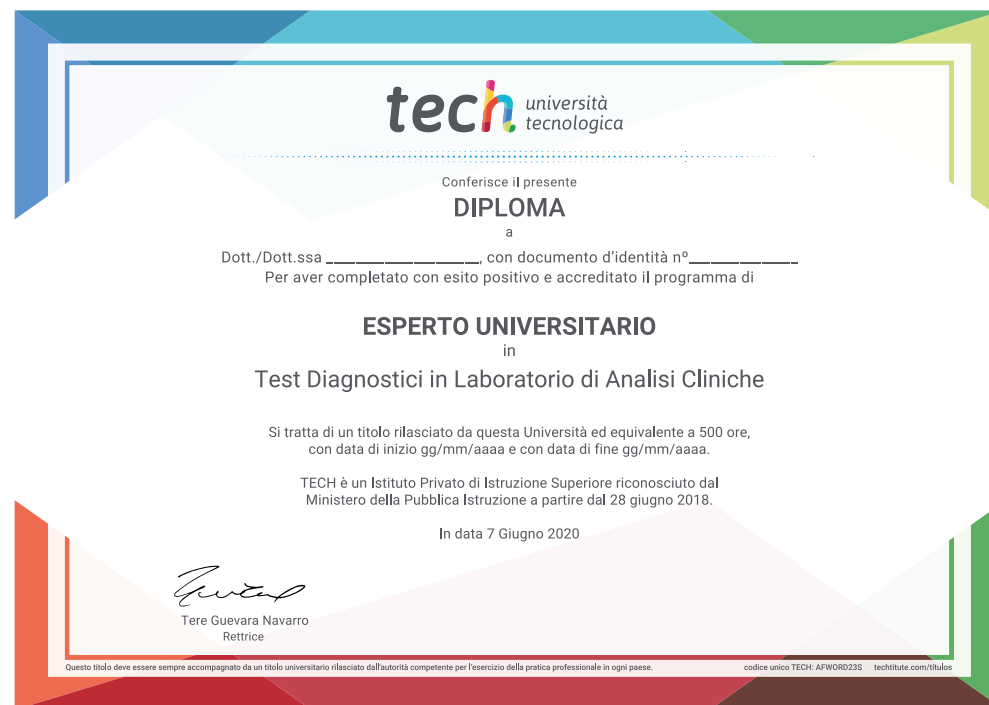 tech università
tecnologica
Conferisce il presente
DIPLOMA
a
Dott./Dott.ssa ____________________, con documento d'identità nº______________
Per aver completato con esito positivo e accreditato il programma di
ESPERTO UNIVERSITARIO
in
Test Diagnostici in Laboratorio di Analisi Cliniche
Si tratta di un titolo rilasciato da questa Università ed equivalente a 500 ore,
con data di inizio gg/mm/aaaa e con data di fine gg/mm/aaaa.
TECH è un Istituto Privato di Istruzione Superiore riconosciuto dal
Ministero della Pubblica Istruzione a partire dal 28 giugno 2018.
In data 7 Giugno 2020
Tere Guevara Navarro
Rettrice
Questo titolo deve essere sempre accompagnato da un titolo universitario rilasciato dall'autorità competente per l'esercizio della pratica professionale in ogni paese. codice unico TECH: AFWORD23S techtitute.com/titulos